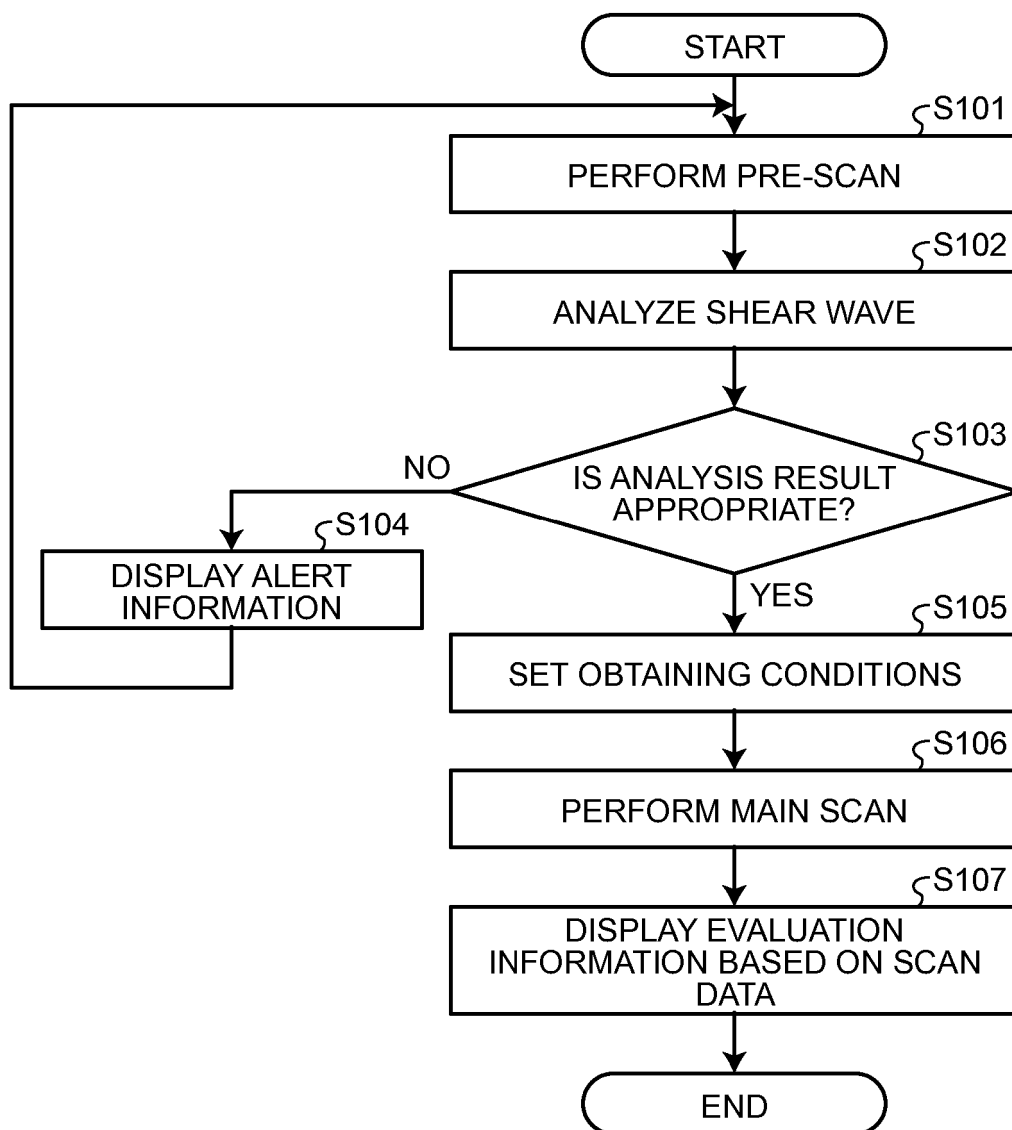 START
S101
PERFORM PRE-SCAN
S102
ANALYZE SHEAR WAVE
S103
IS ANALYSIS RESULT
APPROPRIATE?
NO
S104
DISPLAY ALERT
INFORMATION
YES
S105
SET OBTAINING CONDITIONS
S106
PERFORM MAIN SCAN
S107
DISPLAY EVALUATION
INFORMATION BASED ON SCAN
DATA
END